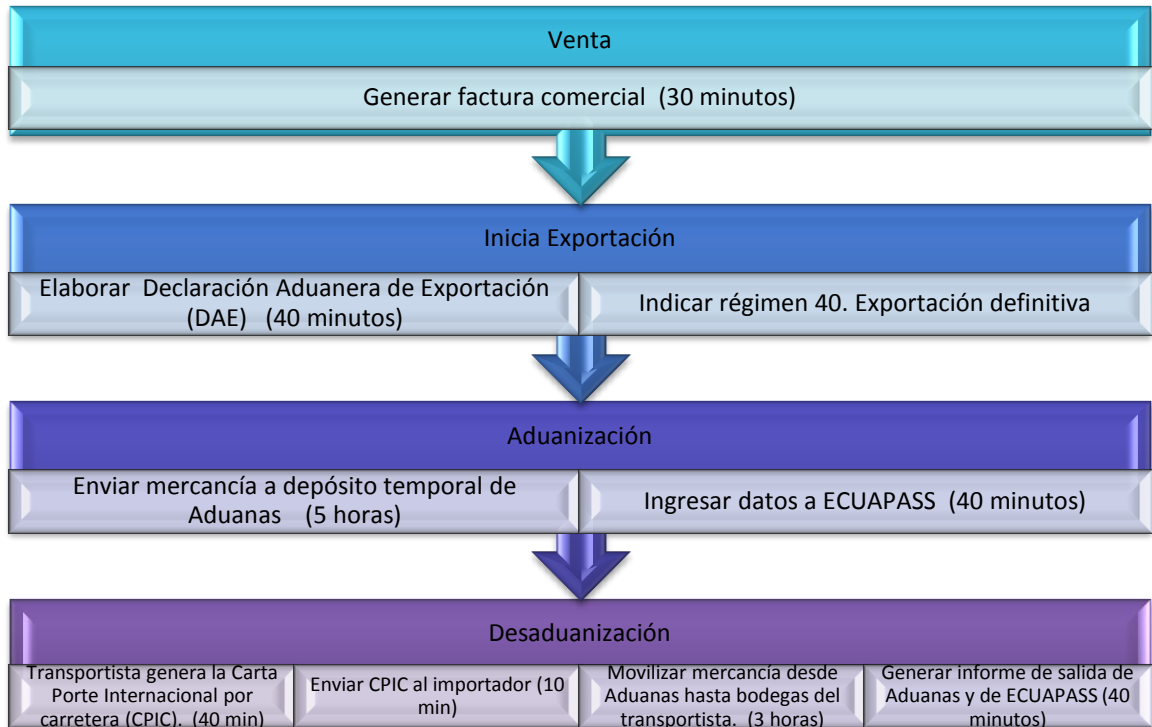 Venta
Generar factura comercial (30 minutos)
Inicia Exportación
Elaborar Declaración Aduanera de Exportación
(DAE) (40 minutos)
Indicar régimen 40. Exportación definitiva
Aduanización
Enviar mercancía a depósito temporal de
Aduanas (5 horas)
Ingresar datos a ECUAPASS (40 minutos)
Desaduanización
Transportista genera la Carta
Porte Internacional por
carretera (CPIC). (40 min)
Enviar CPIC al importador (10
min)
Movilizar mercancía desde
Aduanas hasta bodegas del
transportista. (3 horas)
Generar informe de salida de
Aduanas y de ECUAPASS (40
minutos)